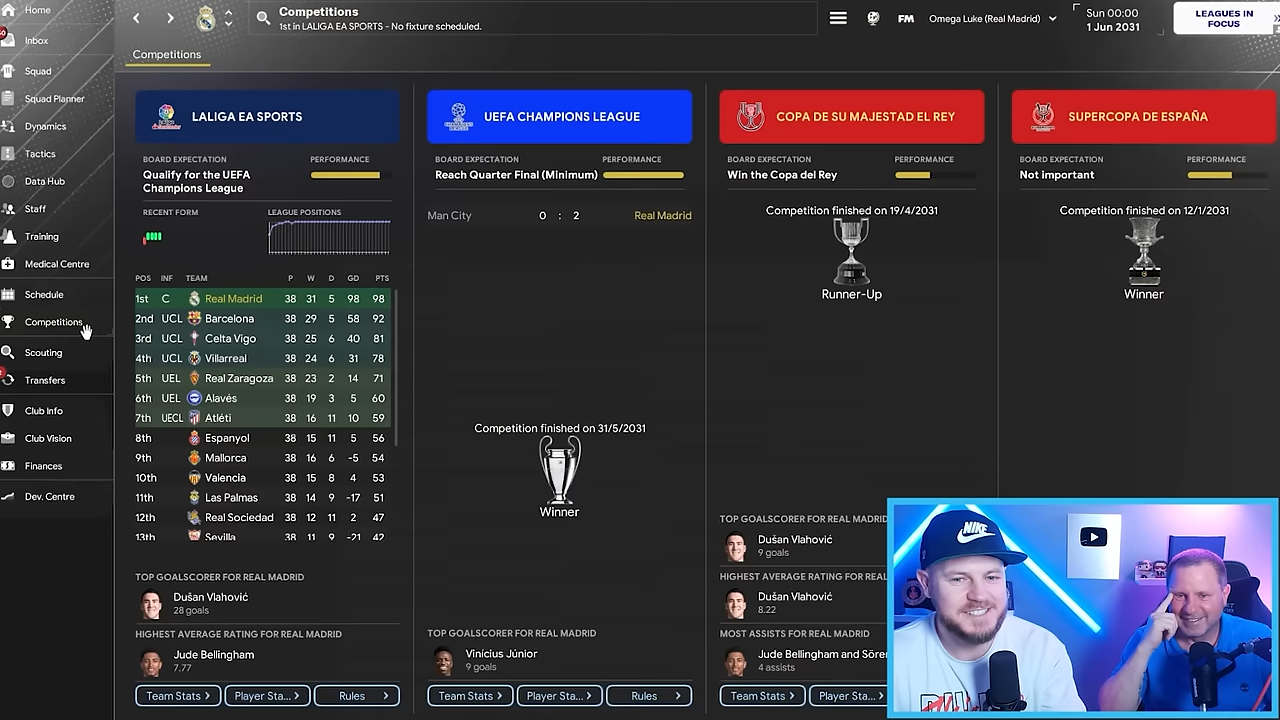 Home
Inbox
Squad
Squad Planner
Dynamics
Tactics
Data Hub
Staff
Training
Medical Centre
Schedule
Competitions
Scouting
Transfers
Club Info
Club Vision
Finances
Dev. Centre
Competitions
1st in LALIGA EA SPORTS - No fixture scheduled.
FM
Omega Luke (Real Madrid)
Sun 00:00
1 Jun 2031
LEAGUES IN
FOCUS
Competitions
LALIGA EA SPORTS
BOARD EXPECTATION PERFORMANCE
Qualify for the UEFA
Champions League
RECENT FORM LEAGUE POSITIONS
POS INF TEAM P W D GD PTS
1st C Real Madrid 38 31 5 98 98
2nd UCL Barcelona 38 29 5 58 92
3rd UCL Celta Vigo 38 25 6 40 81
4th UCL Villarreal 38 24 6 31 78
5th UEL Real Zaragoza 38 23 2 14 71
6th UEL Alavés 38 19 3 5 60
7th UECL Atléti 38 16 11 10 59
8th Espanyol 38 15 11 5 56
9th Mallorca 38 16 6 -5 54
10th Valencia 38 15 8 4 53
11th Las Palmas 38 14 9 -17 51
12th Real Sociedad 38 12 11 2 47
13th Sevilla 38 11 9 -21 42
TOP GOALSCORER FOR REAL MADRID
Dušan Vlahović
28 goals
HIGHEST AVERAGE RATING FOR REAL MADRID
Jude Bellingham
7.77
Team Stats
Player Sta...
Rules
UEFA CHAMPIONS LEAGUE
BOARD EXPECTATION PERFORMANCE
Reach Quarter Final (Minimum)
Man City 0 : 2 Real Madrid
Competition finished on 31/5/2031
Winner
TOP GOALSCORER FOR REAL MADRID
Vinícius Júnior
9 goals
Team Stats
Player Sta...
Rules
COPA DE SU MAJESTAD EL REY
BOARD EXPECTATION PERFORMANCE
Win the Copa del Rey
Competition finished on 19/4/2031
Runner-Up
TOP GOALSCORER FOR REAL MADRID
Dušan Vlahović
9 goals
HIGHEST AVERAGE RATING FOR REAL
Dušan Vlahović
8.22
MOST ASSISTS FOR REAL MADRID
Jude Bellingham and Sören
4 assists
Team Stats
Player Sta...
SUPERCOPA DE ESPAÑA
BOARD EXPECTATION PERFORMANCE
Not important
Competition finished on 12/1/2031
Winner
NIKE